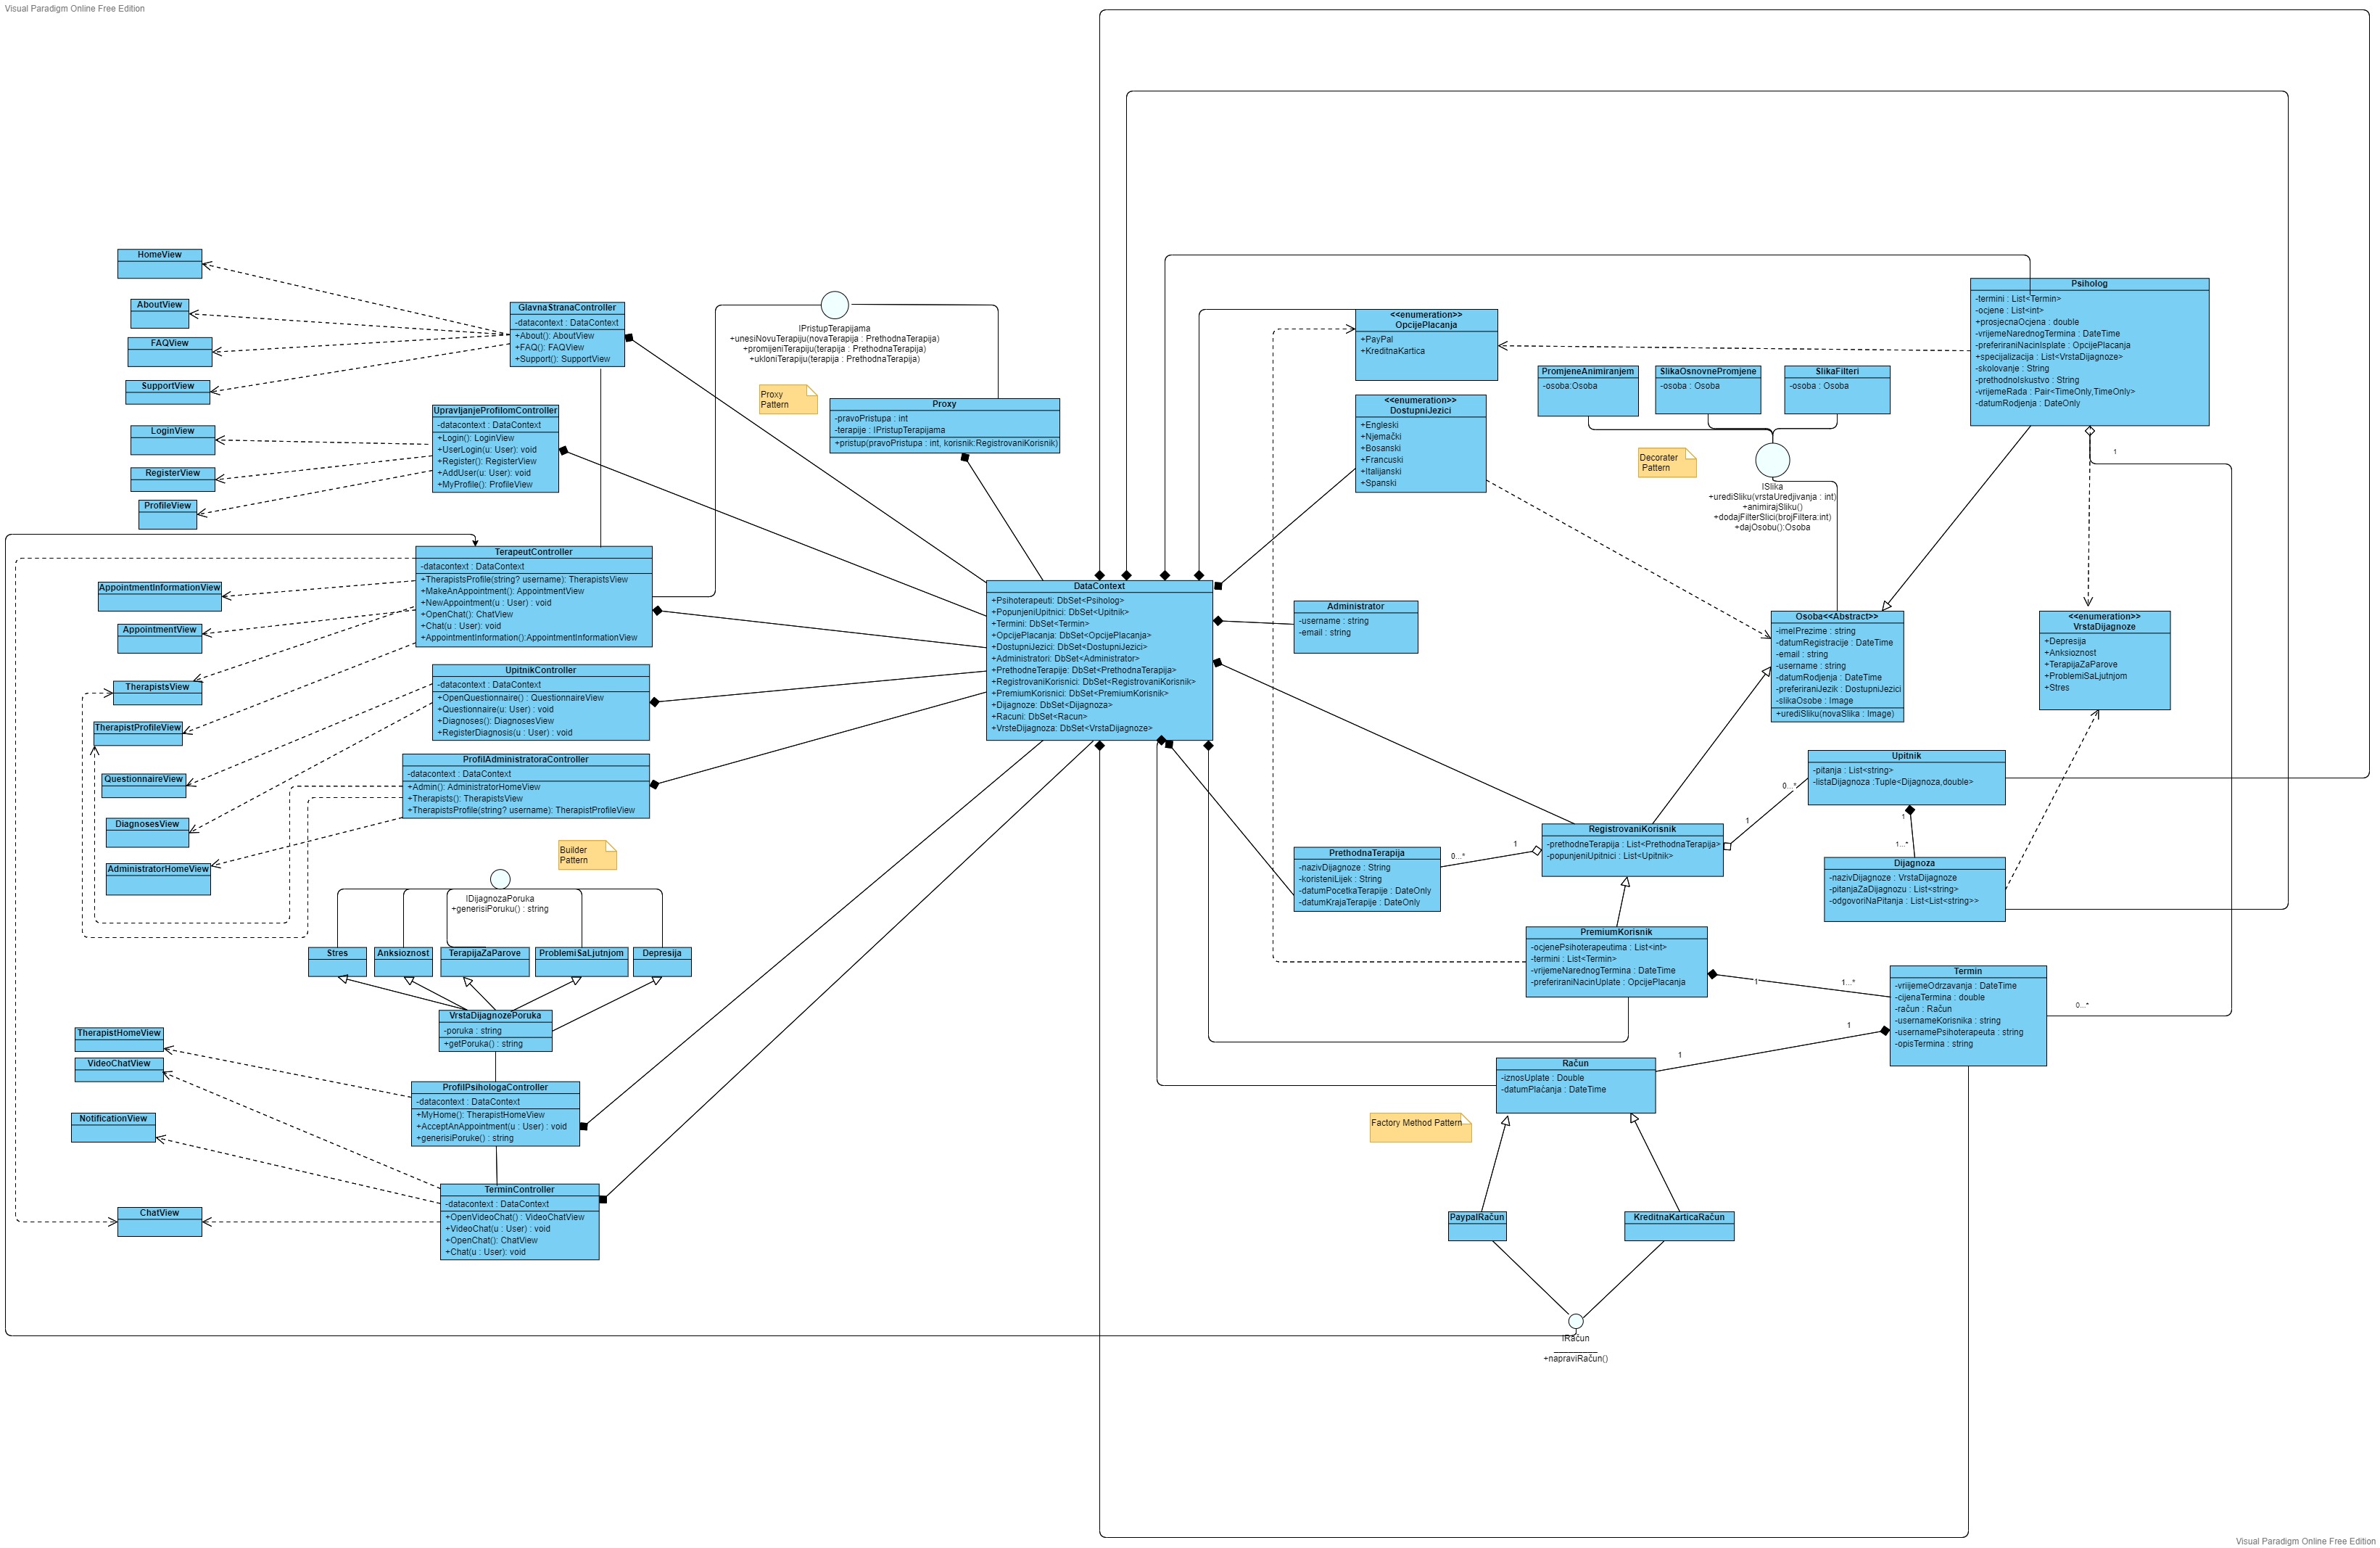 Visual Paradigm Online Free Edition
HomeView
AboutView
FAQView
SupportView
GlavnaStranaController
-datacontext : DataContext
+About(): AboutView
+FAQ(): FAQView
+Support(): SupportView
LoginView
RegisterView
ProfileView
UpravljanjeProfilomController
-datacontext : DataContext
+Login(): LoginView
+UserLogin(u: User): void
+Register(): RegisterView
+AddUser(u: User): void
+MyProfile(): ProfileView
IPristupTerapijama
+unesiNovuTerapiju(novaTerapija : PrethodnaTerapija)
+promijeniTerapiju(terapija : PrethodnaTerapija)
+ukloniTerapiju(terapija : PrethodnaTerapija)
Proxy
Pattern
Proxy
-pravoPristupa : int
-terapije : IPristupTerapijama
+pristup(pravoPristupa : int, korisnik:RegistrovaniKorisnik)
TerapeutController
-datacontext : DataContext
+TherapistsProfile(string? username): TherapistsView
+MakeAnAppointment(): AppointmentView
+NewAppointment(u : User) : void
+OpenChat(): ChatView
+Chat(u : User): void
+AppointmentInformation():AppointmentInformationView
AppointmentInformationView
AppointmentView
TherapistsView
TherapistProfileView
QuestionnaireView
DiagnosesView
AdministratorHomeView
UpitnikController
-datacontext : DataContext
+OpenQuestionnaire() : QuestionnaireView
+Questionnaire(u: User) : void
+Diagnoses(): DiagnosesView
+RegisterDiagnosis(u : User) : void
ProfilAdministratoraController
-datacontext : DataContext
+Admin(): AdministratorHomeView
+Therapists(): TherapistsView
+TherapistsProfile(string? username): TherapistProfileView
Builder
Pattern
IDijagnozaPoruka
+generisiPoruku() : string
Stres
Anksioznost
TerapijaZaParove
ProblemiSaLjutnjom
Depresija
VrstaDijagnozePoruka
-poruka : string
+getPoruka() : string
TherapistHomeView
VideoChatView
NotificationView
ChatView
ProfilPsihologaController
-datacontext : DataContext
+MyHome(): TherapistHomeView
+AcceptAnAppointment(u : User) : void
+generisiPoruke() : string
TerminController
-datacontext : DataContext
+OpenVideoChat() : VideoChatView
+VideoChat(u : User) : void
+OpenChat(): ChatView
+Chat(u : User): void
DataContext
+Psihoterapeuti: DbSet<Psiholog>
+PopunjeniUpitnici: DbSet<Upitnik>
+Termini: DbSet<Termin>
+OpcijePlacanja: DbSet<OpcijePlacanja>
+DostupniJezici: DbSet<DostupniJezici>
+Administratori: DbSet<Administrator>
+PrethodneTerapije: DbSet<PrethodnaTerapija>
+RegistrovaniKorisnici: DbSet<RegistrovaniKorisnik>
+PremiumKorisnici: DbSet<PremiumKorisnik>
+Dijagnoze: DbSet<Dijagnoza>
+Racuni: DbSet<Racun>
+VrsteDijagnoza: DbSet<VrstaDijagnoze>
<<enumeration>>
OpcijePlacanja
+PayPal
+KreditnaKartica
<<enumeration>>
DostupniJezici
+Engleski
+Njemački
+Bosanski
+Francuski
+Italijanski
+Spanski
Administrator
-username : string
-email : string
PromjeneAnimiranjem
-osoba:Osoba
SlikaOsnovnePromjene
-osoba : Osoba
SlikaFilteri
-osoba : Osoba
Decorater
Pattern
ISlika
+urediSliku(vrstaUredjivanja : int)
+animirajSliku()
+dodajFilterSlici(brojFiltera:int)
+dajOsobu():Osoba
Psiholog
-termini : List<Termin>
-ocjene : List<int>
+prosjecnaOcjena : double
-vrijemeNarednogTermina : DateTime
-preferiraniNacinIsplate : OpcijePlacanja
+specijalizacija : List<VrstaDijagnoze>
-skolovanje : String
-prethodnoIskustvo : String
-vrijemeRada : Pair<TimeOnly,TimeOnly>
-datumRodjenja : DateOnly
1
Osoba<<Abstract>>
-imeIPrezime : string
-datumRegistracije : DateTime
-email : string
-username : string
-datumRodjenja : DateTime
-preferiraniJezik : DostupniJezici
-slikaOsobe : Image
+urediSliku(novaSlika : Image)
<<enumeration>>
VrstaDijagnoze
+Depresija
+Anksioznost
+TerapijaZaParove
+ProblemiSaLjutnjom
+Stres
Upitnik
-pitanja : List<string>
-listaDijagnoza :Tuple<Dijagnoza,double>
0...*
1
1
1...*
RegistrovaniKorisnik
-prethodneTerapija : List<PrethodnaTerapija>
-popunjeniUpitnici : List<Upitnik>
1
0...*
PrethodnaTerapija
-nazivDijagnoze : String
-koristeniLijek : String
-datumPocetkaTerapije : DateOnly
-datumKrajaTerapije : DateOnly
Dijagnoza
-nazivDijagnoze : VrstaDijagnoze
-pitanjaZaDijagnozu : List<string>
-odgovoriNaPitanja : List<List<string>>
PremiumKorisnik
-ocjenePsihoterapeutima : List<int>
-termini : List<Termin>
-vrijemeNarednogTermina : DateTime
-preferiraniNacinUplate : OpcijePlacanja
1
1...*
Termin
-vriijemeOdrzavanja : DateTime
-cijenaTermina : double
-račun : Račun
-usernameKorisnika : string
-usernamePsihoterapeuta : string
-opisTermina : string
0...*
1
1
Račun
-iznosUplate : Double
-datumPlaćanja : DateTime
Factory Method Pattern
PaypalRačun
KreditnaKarticaRačun
IRačun
+napraviRačun()
Visual Paradigm Online Free Edition